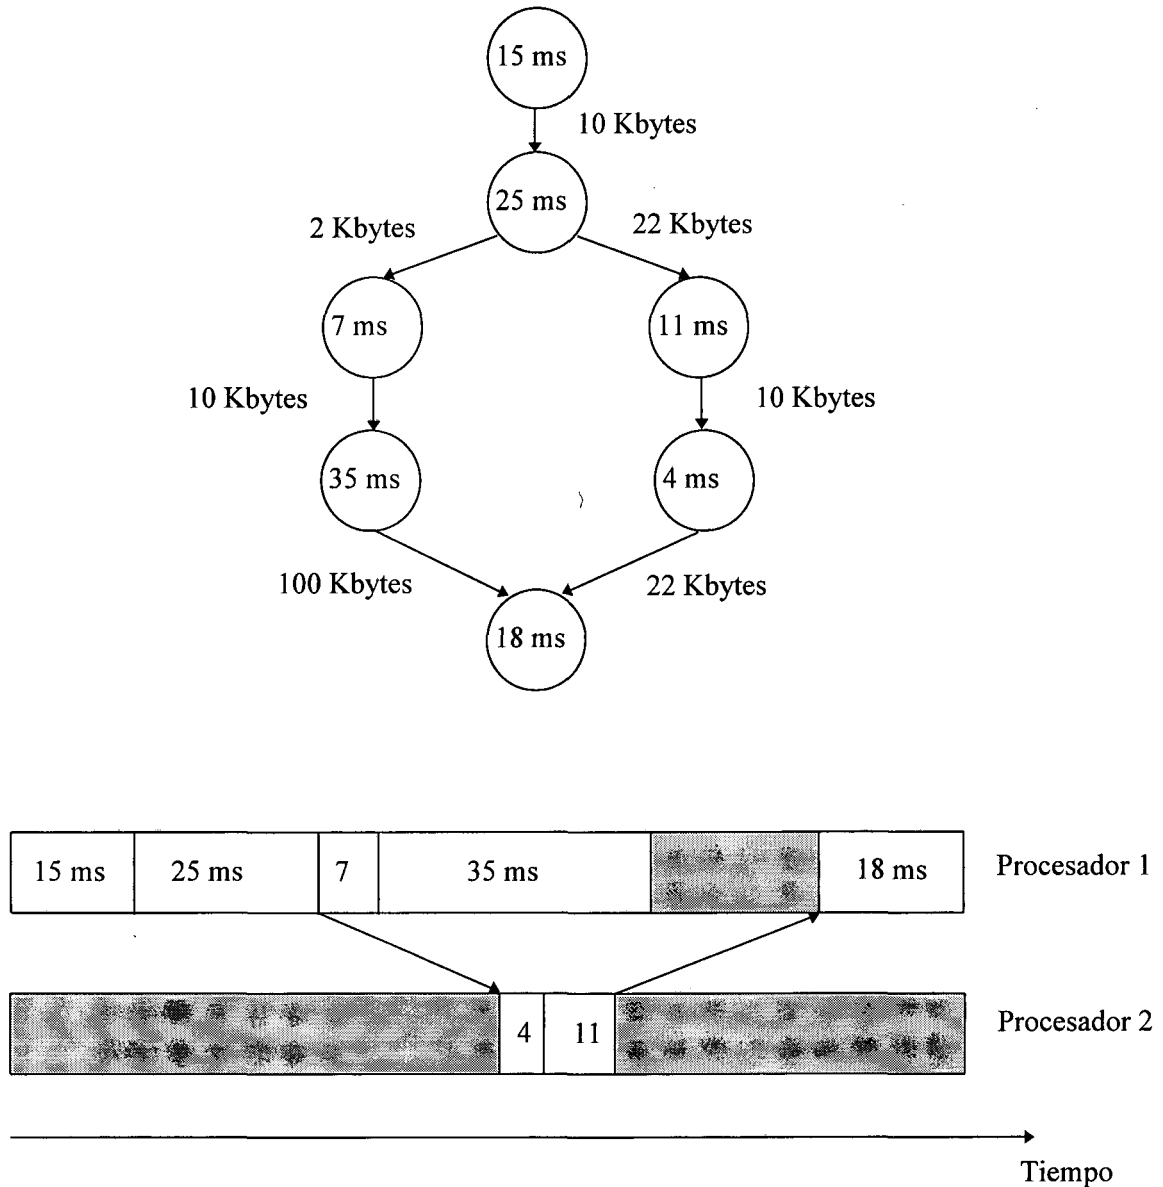 15 ms
10 Kbytes
25 ms
2 Kbytes
22 Kbytes
7 ms
11 ms
10 Kbytes
10 Kbytes
35 ms
4 ms
100 Kbytes
22 Kbytes
18 ms
15 ms
25 ms
7
35 ms
18 ms
Procesador 1
4
11
Procesador 2
Tiempo